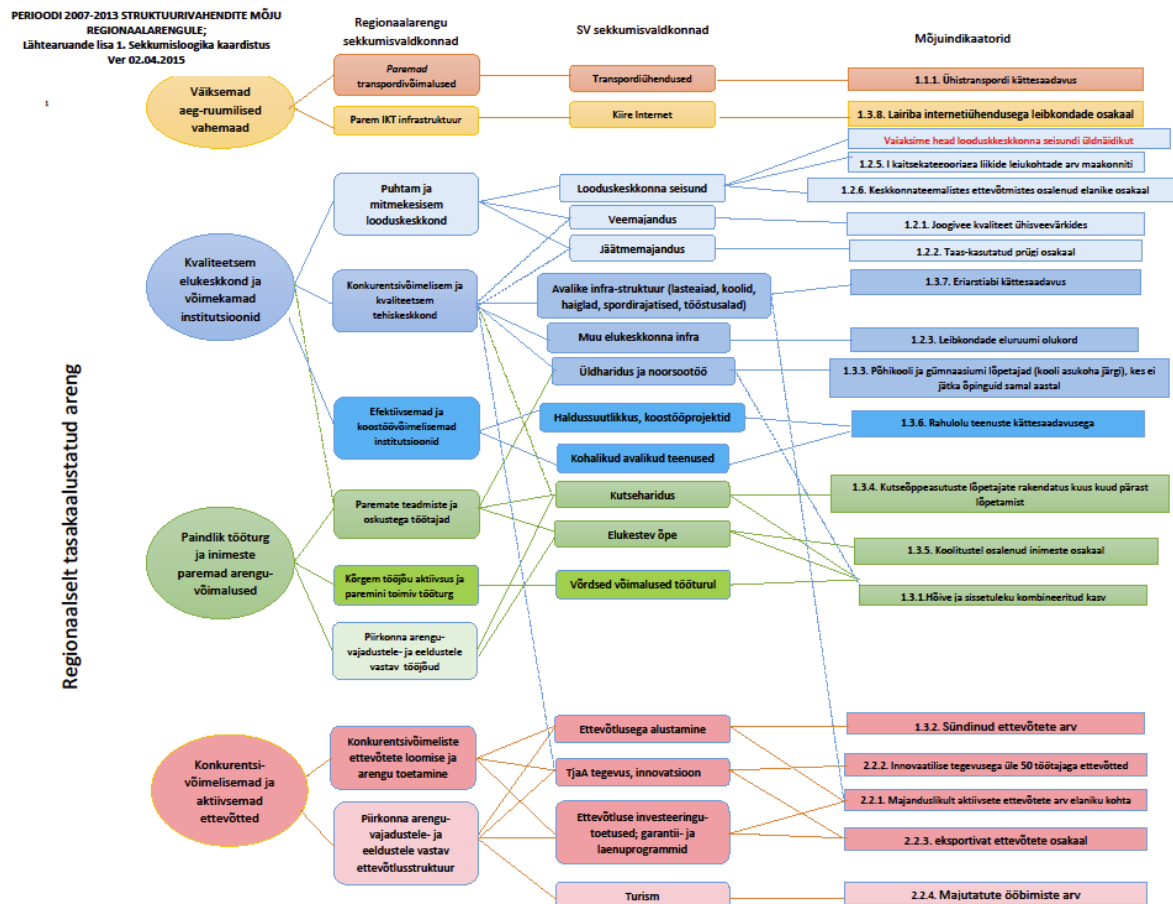 PERIOODI 2007-2013 STRUKTUURIVAHENDITE MÕJU
REGIONAALARENGULE;
Lähtearuande lisa 1. Sekkumisloogika kaardistus
Ver 02.04.2015
1
Regionaalarengu
sekkumisvaldkonnad
SV sekkumisvaldkonnad
Mõjuindikaatorid
Regionaalselt tasakaalustatud areng
Väiksemad
aeg-ruumilised
vahemaad
Paremad
transpordivõimalused
Transpordiühendused
1.1.1. Ühistranspordi kättesaadavus
Parem IKT infrastruktuur
Kiire Internet
1.3.8. Lairiba internetiühendusega leibkondade osakaal
Vajaksime head looduskkeskkonna seisundi üldnäidikut
Kvaliteetsem
elukeskkond ja
võimekamad
institutsioonid
Puhtam ja
mitmekesisem
looduskeskkond
Looduskeskkonna seisund
1.2.5. I kaitsekategooriaga liikide leiukohtade arv maakonniti
1.2.6. Keskkonnateemalistes ettevõtmistes osalenud elanike osakaal
Veemajandus
1.2.1. Joogivee kvaliteet ühisveevärkides
Jäätmemajandus
1.2.2. Taas-kasutatud prügi osakaal
Konkurentsivõimelisem ja
kvaliteetsem
tehiskeskkond
Avalike infra-struktuur (lasteaiad, koolid,
haiglad, spordirajatised, tööstusalad)
1.3.7. Eriarstiabi kättesaadavus
Muu elukeskkonna infra
1.2.3. Leibkondade eluruumi olukord
Üldharidus ja noorsootöö
1.3.3. Põhikooli ja gümnaasiumi lõpetajad (kooli asukoha järgi), kes ei
jätka õpinguid samal aastal
Efektiivsemad ja
koostöövõimelisemad
institutsioonid
Haldussuutlikkus, koostööprojektid
1.3.6. Rahulolu teenuste kättesaadavusega
Kohalikud avalikud teenused
Paindlik tööturg
ja inimeste
paremad arengu-
võimalused
Paremate teadmiste ja
oskustega töötajad
Kutseharidus
1.3.4. Kutseõppeasutuste lõpetajate rakendatus kuus kuud pärast
lõpetamist
Elukestev õpe
1.3.5. Koolitustel osalenud inimeste osakaal
Kõrgem tööjõu aktiivsus ja
paremini toimiv tööturg
Võrdsed võimalused tööturul
1.3.1.Hõive ja sissetuleku kombineeritud kasv
Piirkonna arengu-
vajadustele- ja eeldustele
vastav tööjõud
Konkurentsi-
võimelisemad ja
aktiivsemad
ettevõtted
Konkurentsivõimeliste
ettevõtete loomise ja
arengu toetamine
Ettevõtlusega alustamine
1.3.2. Sündinud ettevõtete arv
TjaA tegevus, innovatsioon
2.2.2. Innovaatilise tegevusega üle 50 töötajaga ettevõtted
2.2.1. Majanduslikult aktiivsete ettevõtete arv elaniku kohta
Piirkonna arengu-
vajadustele- ja
eeldustele vastav
ettevõtlusstruktuur
Ettevõtluse investeeringu-
toetused; garantii- ja
laenuprogrammid
2.2.3. eksportivat ettevõtete osakaal
Turism
2.2.4. Majutatute ööbimiste arv